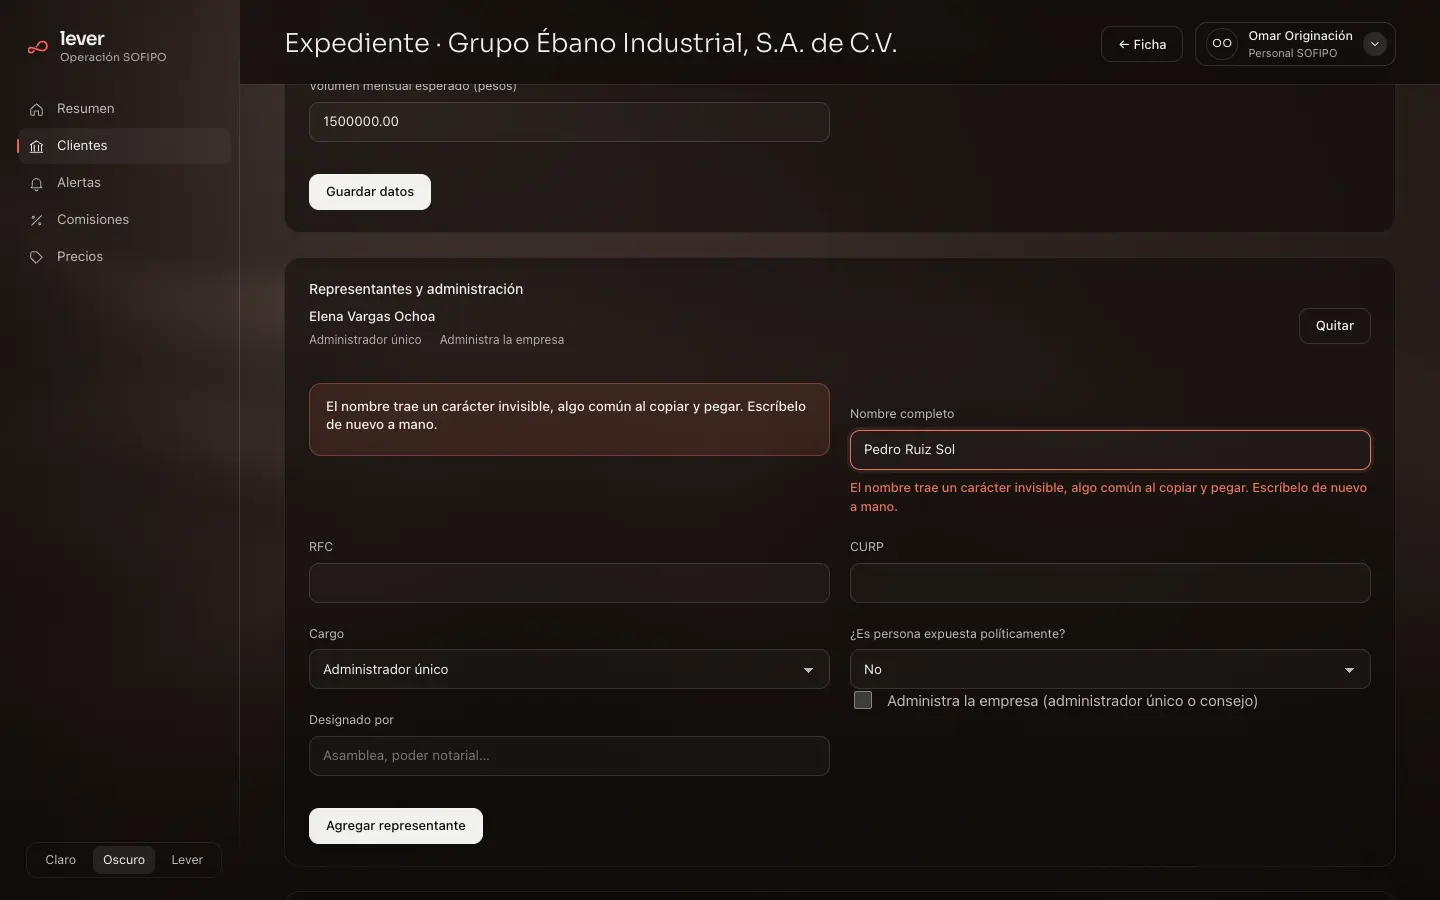 lever
Operación SOFIPO
Resumen
Clientes
Alertas
Comisiones
Precios
Claro
Oscuro
Lever
Expediente · Grupo Ébano Industrial, S.A. de C.V.
← Ficha
OO
Omar Originación
Personal SOFIPO
Volumen mensual esperado (pesos)
1500000.00
Guardar datos
Representantes y administración
Elena Vargas Ochoa
Administrador único
Administra la empresa
Quitar
El nombre trae un carácter invisible, algo común al copiar y pegar. Escríbelo
de nuevo a mano.
Nombre completo
Pedro Ruiz Sol
El nombre trae un carácter invisible, algo común al copiar y pegar. Escríbelo de nuevo
a mano.
RFC
CURP
Cargo
Administrador único
¿Es persona expuesta políticamente?
No
Administra la empresa (administrador único o consejo)
Designado por
Asamblea, poder notarial...
Agregar representante